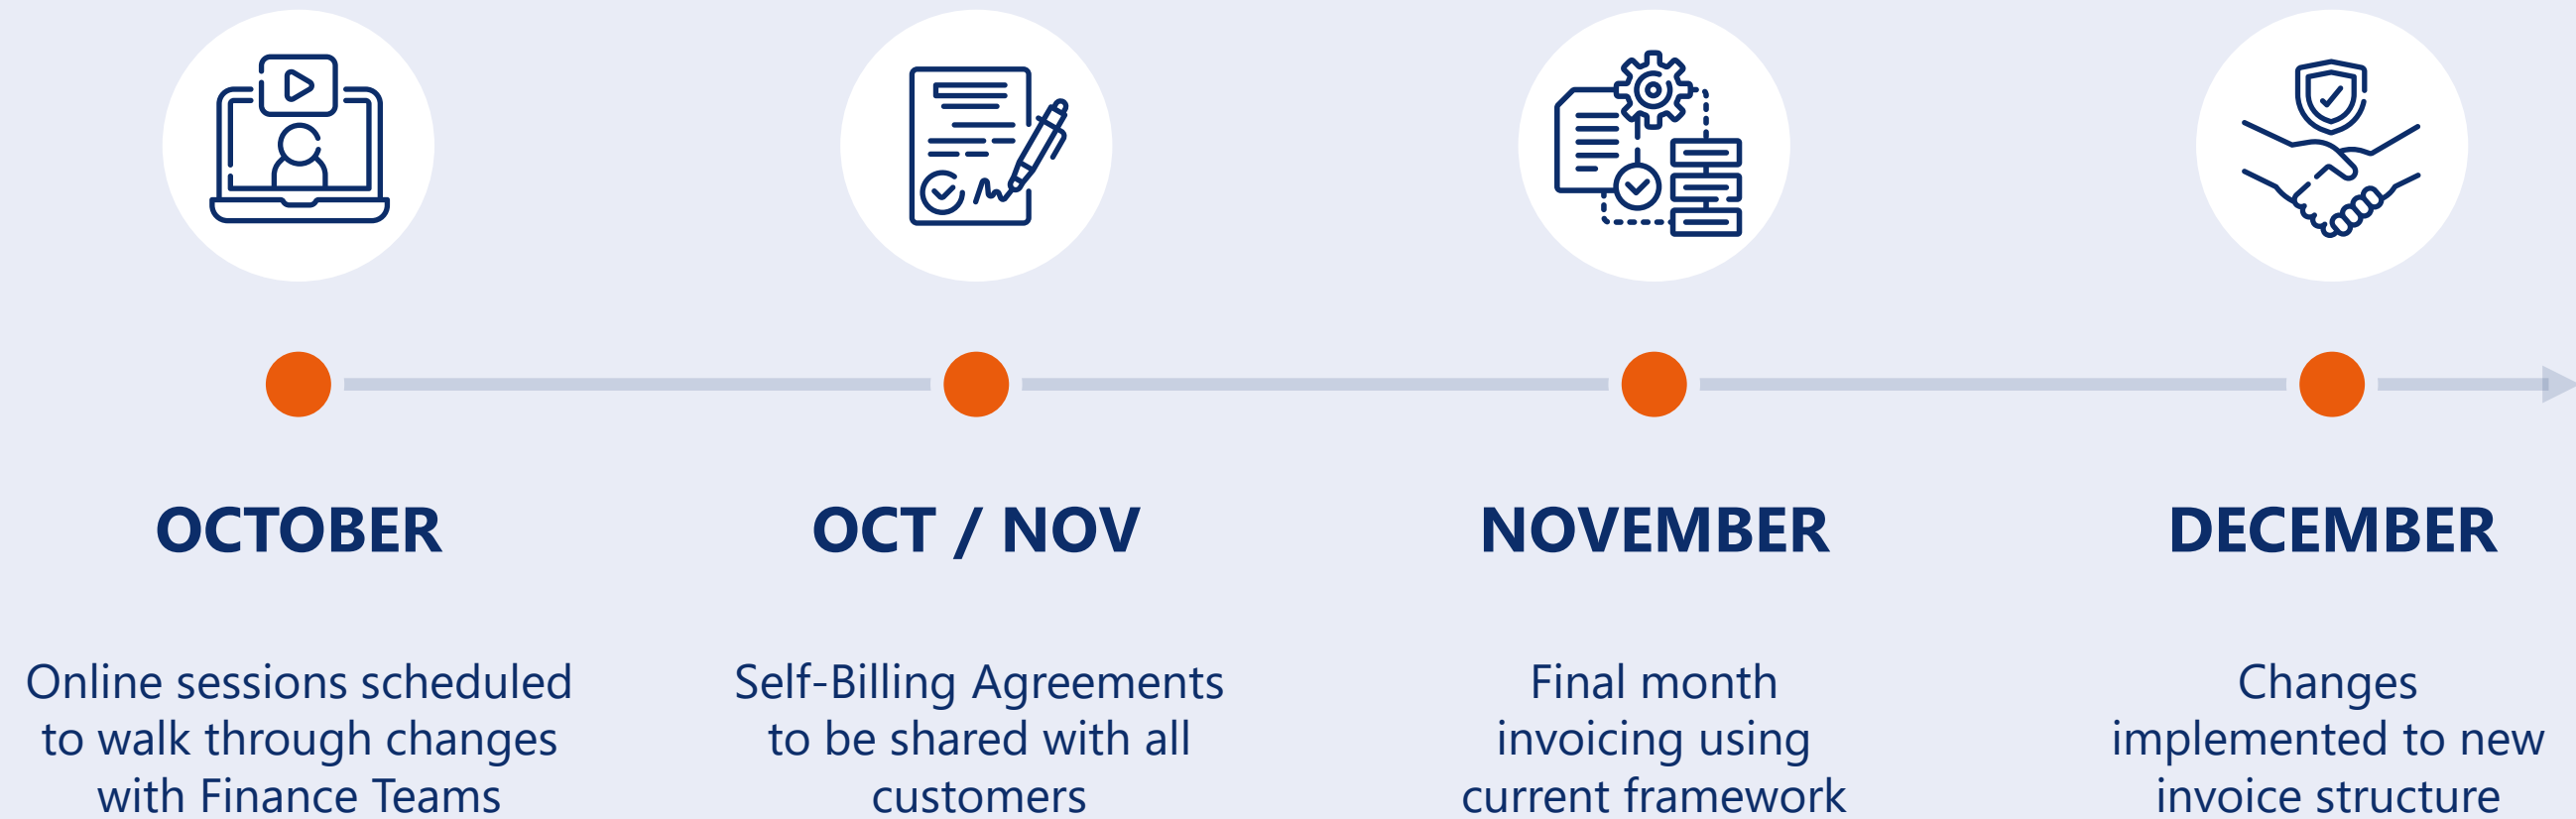 OCTOBER
Online sessions scheduled
to walk through changes
with Finance Teams
OCT / NOV
Self-Billing Agreements
to be shared with all
customers
NOVEMBER
Final month
invoicing using
current framework
DECEMBER
Changes
implemented to new
invoice structure